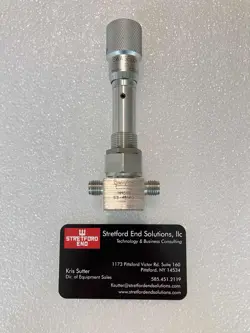 STRETFORD
END
Stretford End Solutions, llc
Technology & Business Consulting
1173 Pittsford Victor Rd. Suite 160
Pittsford, NY 14534
585.451.2119
Kris Sutter
Dir. of Equipment Sales
Ksutter@stretfordendsolutions.com
www.stretfordendsolutions.com